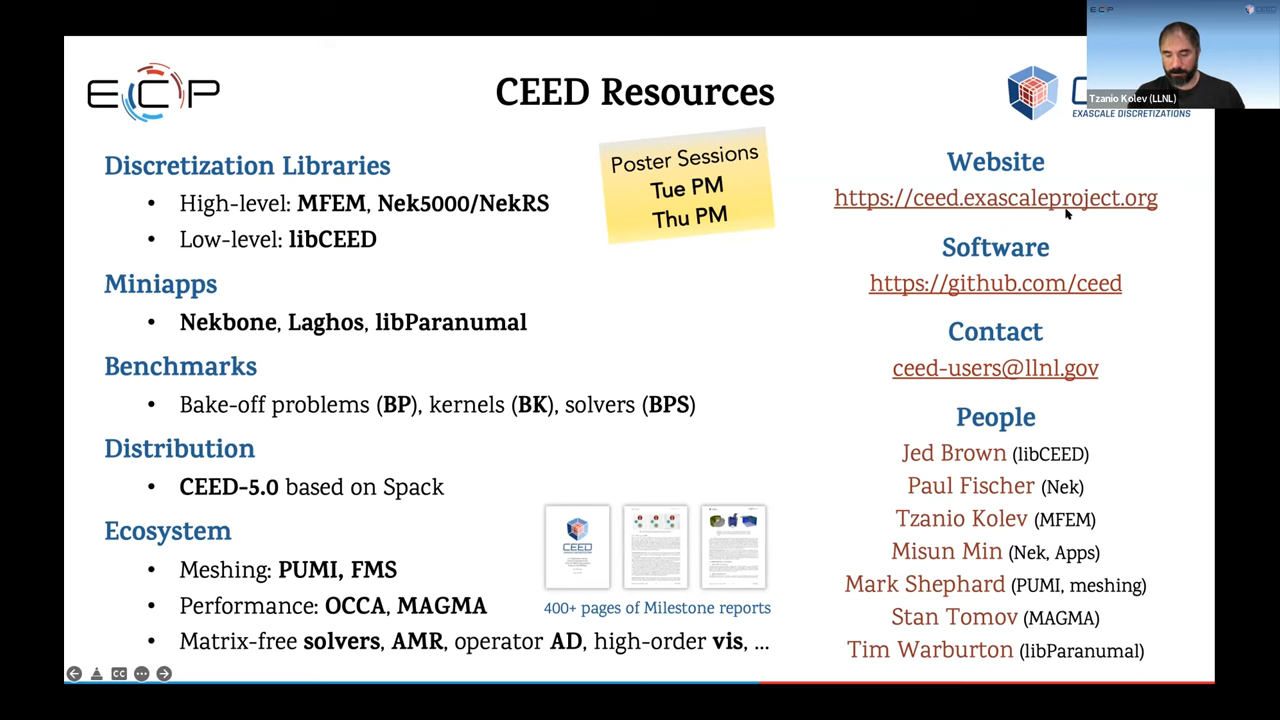 ECP
CEED Resources
Tzanio Kolev (LLNL)
EXASCALE DISCRETIZATIONS
Discretization Libraries
• High-level: MFEM, Nek5000/NekRS
• Low-level: libCEED
Miniapps
• Nekbone, Laghos, libParanumal
Benchmarks
• Bake-off problems (BP), kernels (BK), solvers (BPS)
Distribution
• CEED-5.0 based on Spack
Ecosystem
• Meshing: PUMI, FMS
• Performance: OCCA, MAGMA
• Matrix-free solvers, AMR, operator AD, high-order vis, ...
Poster Sessions
Tue PM
Thu PM
CEED
400+ pages of Milestone reports
Website
https://ceed.exascaleproject.org
Software
https://github.com/ceed
Contact
ceed-users@llnl.gov
People
Jed Brown (libCEED)
Paul Fischer (Nek)
Tzanio Kolev (MFEM)
Misun Min (Nek, Apps)
Mark Shephard (PUMI, meshing)
Stan Tomov (MAGMA)
Tim Warburton (libParanumal)
CC
ECP